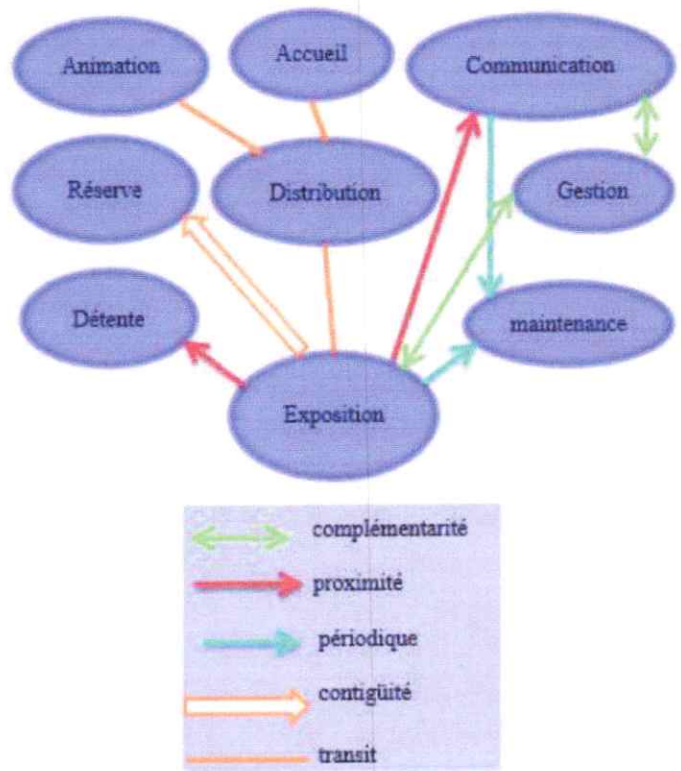 Animation
Accueil
Communication
Réserve
Distribution
Gestion
Détente
maintenance
Exposition
complémentarité
proximité
périodique
contigüité
transit